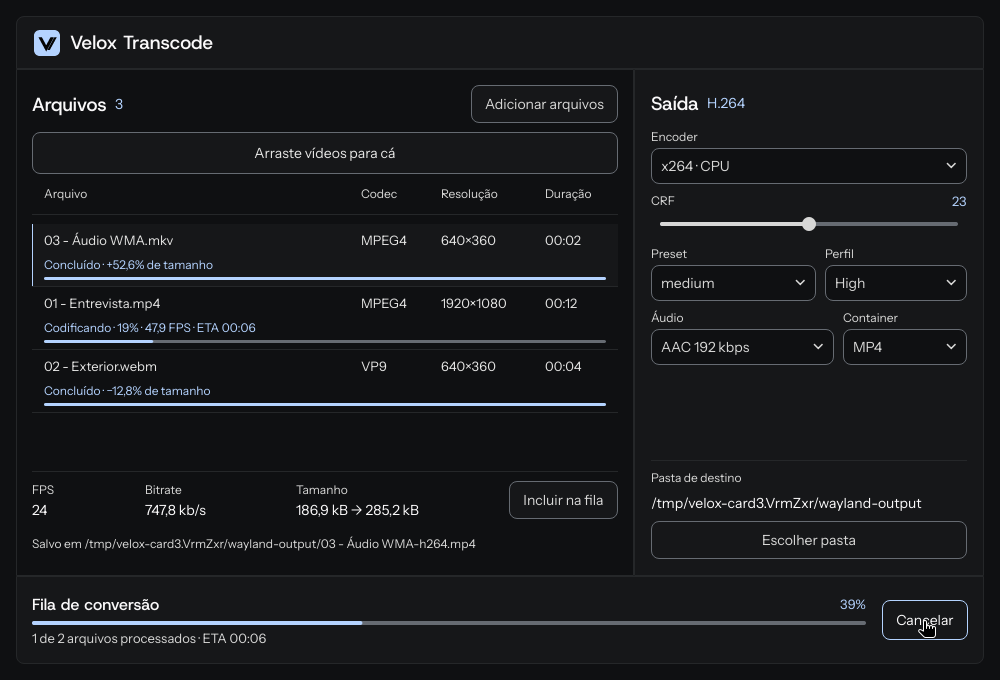 Velox Transcode
Arquivos 3
Adicionar arquivos
Arraste vídeos para cá
Arquivo Codec Resolução Duração
03 - Áudio WMA.mkv MPEG4 640×360 00:02
Concluído · +52,6% de tamanho
01 - Entrevista.mp4 MPEG4 1920×1080 00:12
Codificando · 19% · 47,9 FPS · ETA 00:06
02 - Exterior.webm VP9 640×360 00:04
Concluído · −12,8% de tamanho
FPS Bitrate Tamanho
24 747,8 kb/s 186,9 kB → 285,2 kB
Incluir na fila
Salvo em /tmp/velox-card3.VrmZxr/wayland-output/03 - Áudio WMA-h264.mp4
Saída H.264
Encoder
x264 · CPU
CRF 23
Preset Perfil
medium High
Áudio Container
AAC 192 kbps MP4
Pasta de destino
/tmp/velox-card3.VrmZxr/wayland-output
Escolher pasta
Fila de conversão 39%
1 de 2 arquivos processados · ETA 00:06
Cancelar